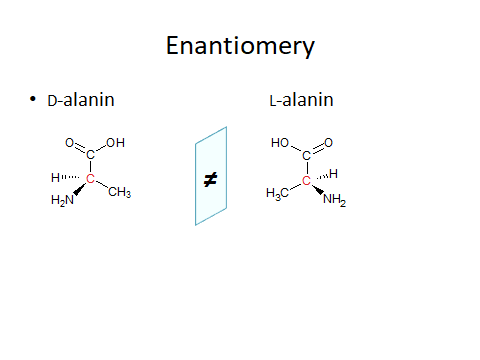 Enantiomery
• D-alanin L-alanin
O OH HO O
C C
H C H
C CH3 H3C NH2
H2N
≠